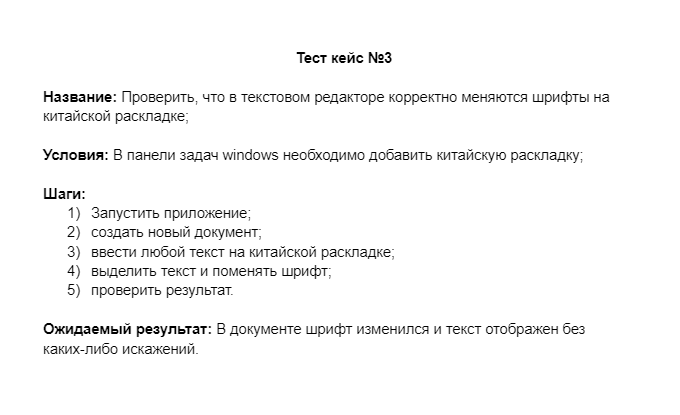 Тест кейс №3
Название: Проверить, что в текстовом редакторе корректно меняются шрифты на
китайской раскладке;
Условия: В панели задач windows необходимо добавить китайскую раскладку;
Шаги:
1) Запустить приложение;
2) создать новый документ;
3) ввести любой текст на китайской раскладке;
4) выделить текст и поменять шрифт;
5) проверить результат.
Ожидаемый результат: В документе шрифт изменился и текст отображен без
каких-либо искажений.